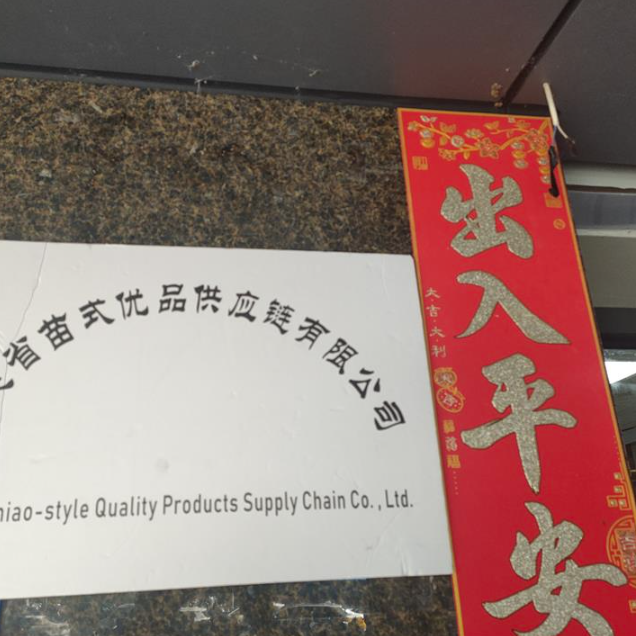 省苗式优品供应链有限公司
iao-style Quality Products Supply Chain Co., Ltd.
出入平安
大·吉·大·利